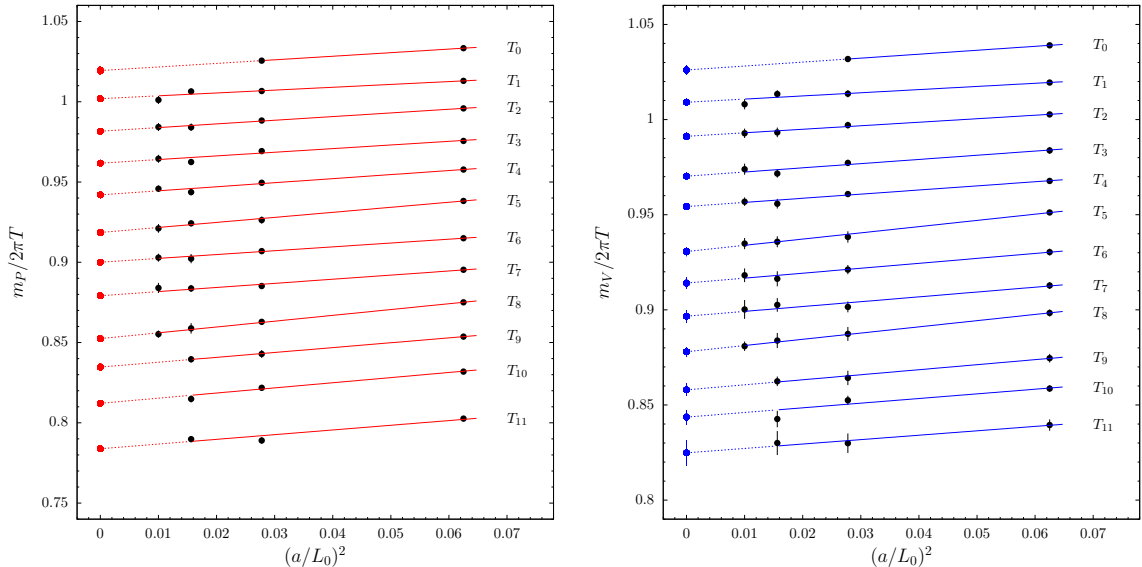 m_P/2πT
1.05
1
0.95
0.9
0.85
0.8
0.75
0
0.01
0.02
0.03
0.04
0.05
0.06
0.07
(a/L_0)^2
T_0
T_1
T_2
T_3
T_4
T_5
T_6
T_7
T_8
T_9
T_10
T_11
m_V/2πT
1.05
1
0.95
0.9
0.85
0.8
0
0.01
0.02
0.03
0.04
0.05
0.06
0.07
(a/L_0)^2
T_0
T_1
T_2
T_3
T_4
T_5
T_6
T_7
T_8
T_9
T_10
T_11